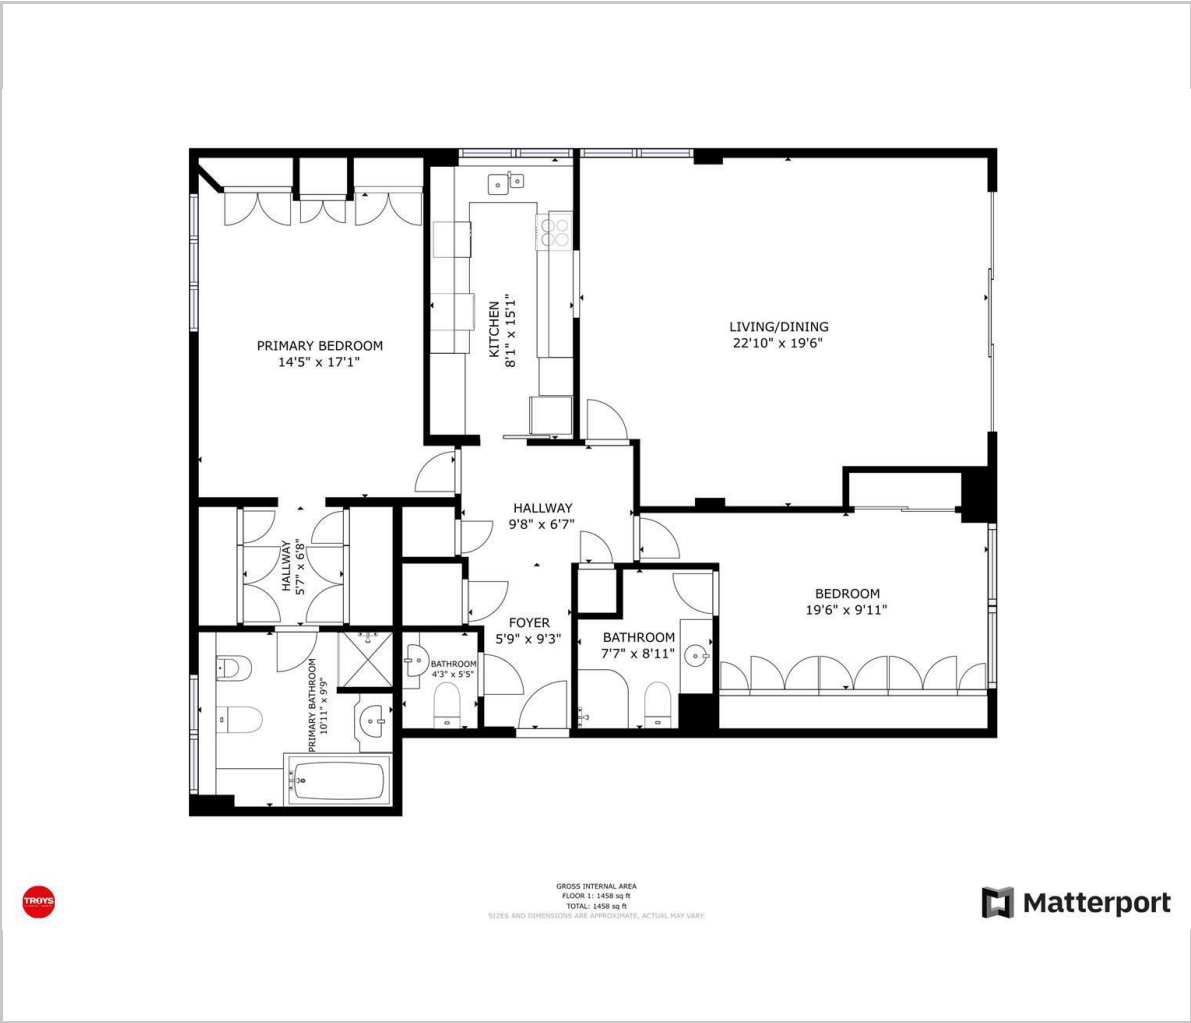 PRIMARY BEDROOM
14'5" x 17'1"
KITCHEN
8'1" x 15'1"
LIVING/DINING
22'10" x 19'6"
HALLWAY
9'8" x 6'7"
HALLWAY
5'7" x 6'8"
BEDROOM
19'6" x 9'11"
FOYER
5'9" x 9'3"
BATHROOM
7'7" x 8'11"
BATHROOM
4'3" x 5'5"
PRIMARY BATHROOM
10'11" x 9'9"
GROSS INTERNAL AREA
FLOOR 1: 1458 sq ft
TOTAL: 1458 sq ft
SIZES AND DIMENSIONS ARE APPROXIMATE, ACTUAL MAY VARY.
TROYS
Matterport